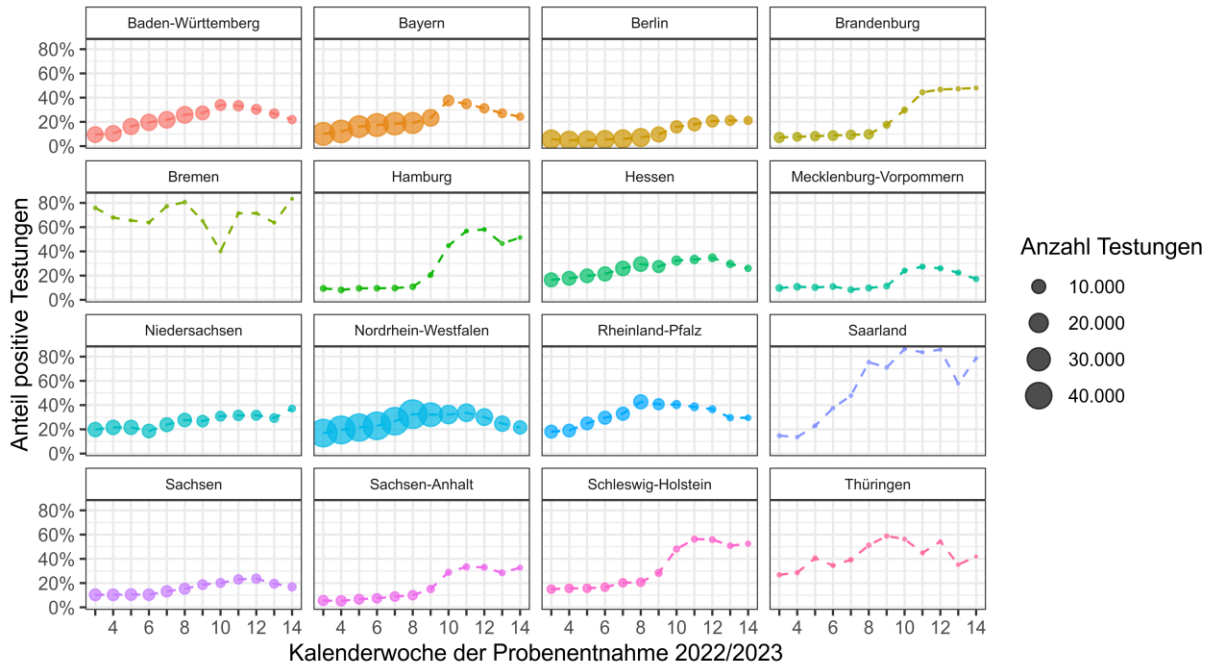 Baden-Württemberg
Bayern
Berlin
Brandenburg
80%
60%
40%
20%
0%
Bremen
Hamburg
Hessen
Mecklenburg-Vorpommern
80%
60%
40%
20%
0%
Niedersachsen
Nordrhein-Westfalen
Rheinland-Pfalz
Saarland
80%
60%
40%
20%
0%
Sachsen
Sachsen-Anhalt
Schleswig-Holstein
Thüringen
80%
60%
40%
20%
0%
4 6 8 10 12 14
4 6 8 10 12 14
4 6 8 10 12 14
4 6 8 10 12 14
Anteil positive Testungen
Kalenderwoche der Probenentnahme 2022/2023
Anzahl Testungen
10.000
20.000
30.000
40.000